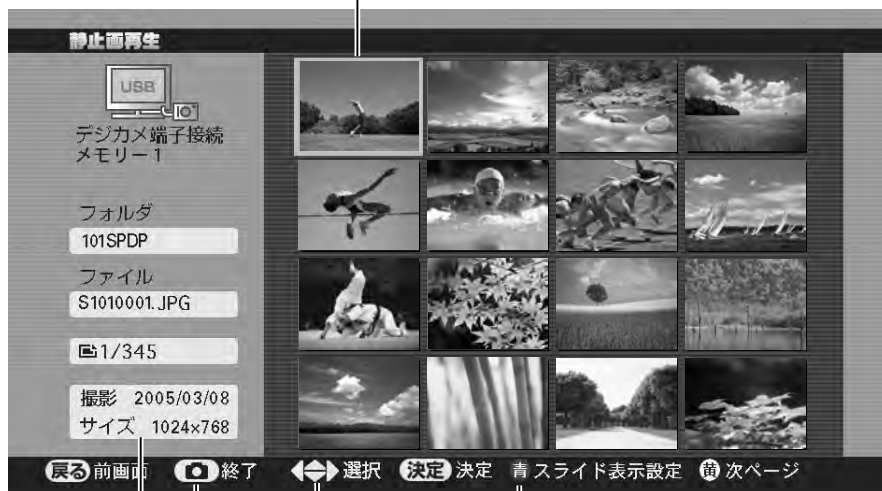 静止画再生
USB
デジカメ端子接続
メモリー1
フォルダ
101SPDP
ファイル
S1010001.JPG
1/345
撮影 2005/03/08
サイズ 1024×768
戻る 前画面 終了 選択 決定 決定 青 スライド表示設定 黄 次ページ